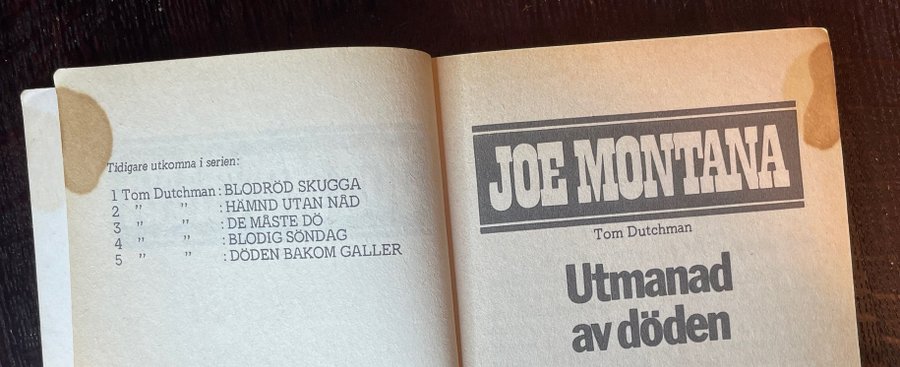 Tidigare utkomna i serien:
1 Tom Dutchman : BLODRÖD SKUGGA
2 ” ” : HÄMND UTAN NÅD
3 ” ” : DE MÅSTE DÖ
4 ” ” : BLODIG SÖNDAG
5 ” ” : DÖDEN BAKOM GALLER
JOE MONTANA
Tom Dutchman
Utmanad
av döden